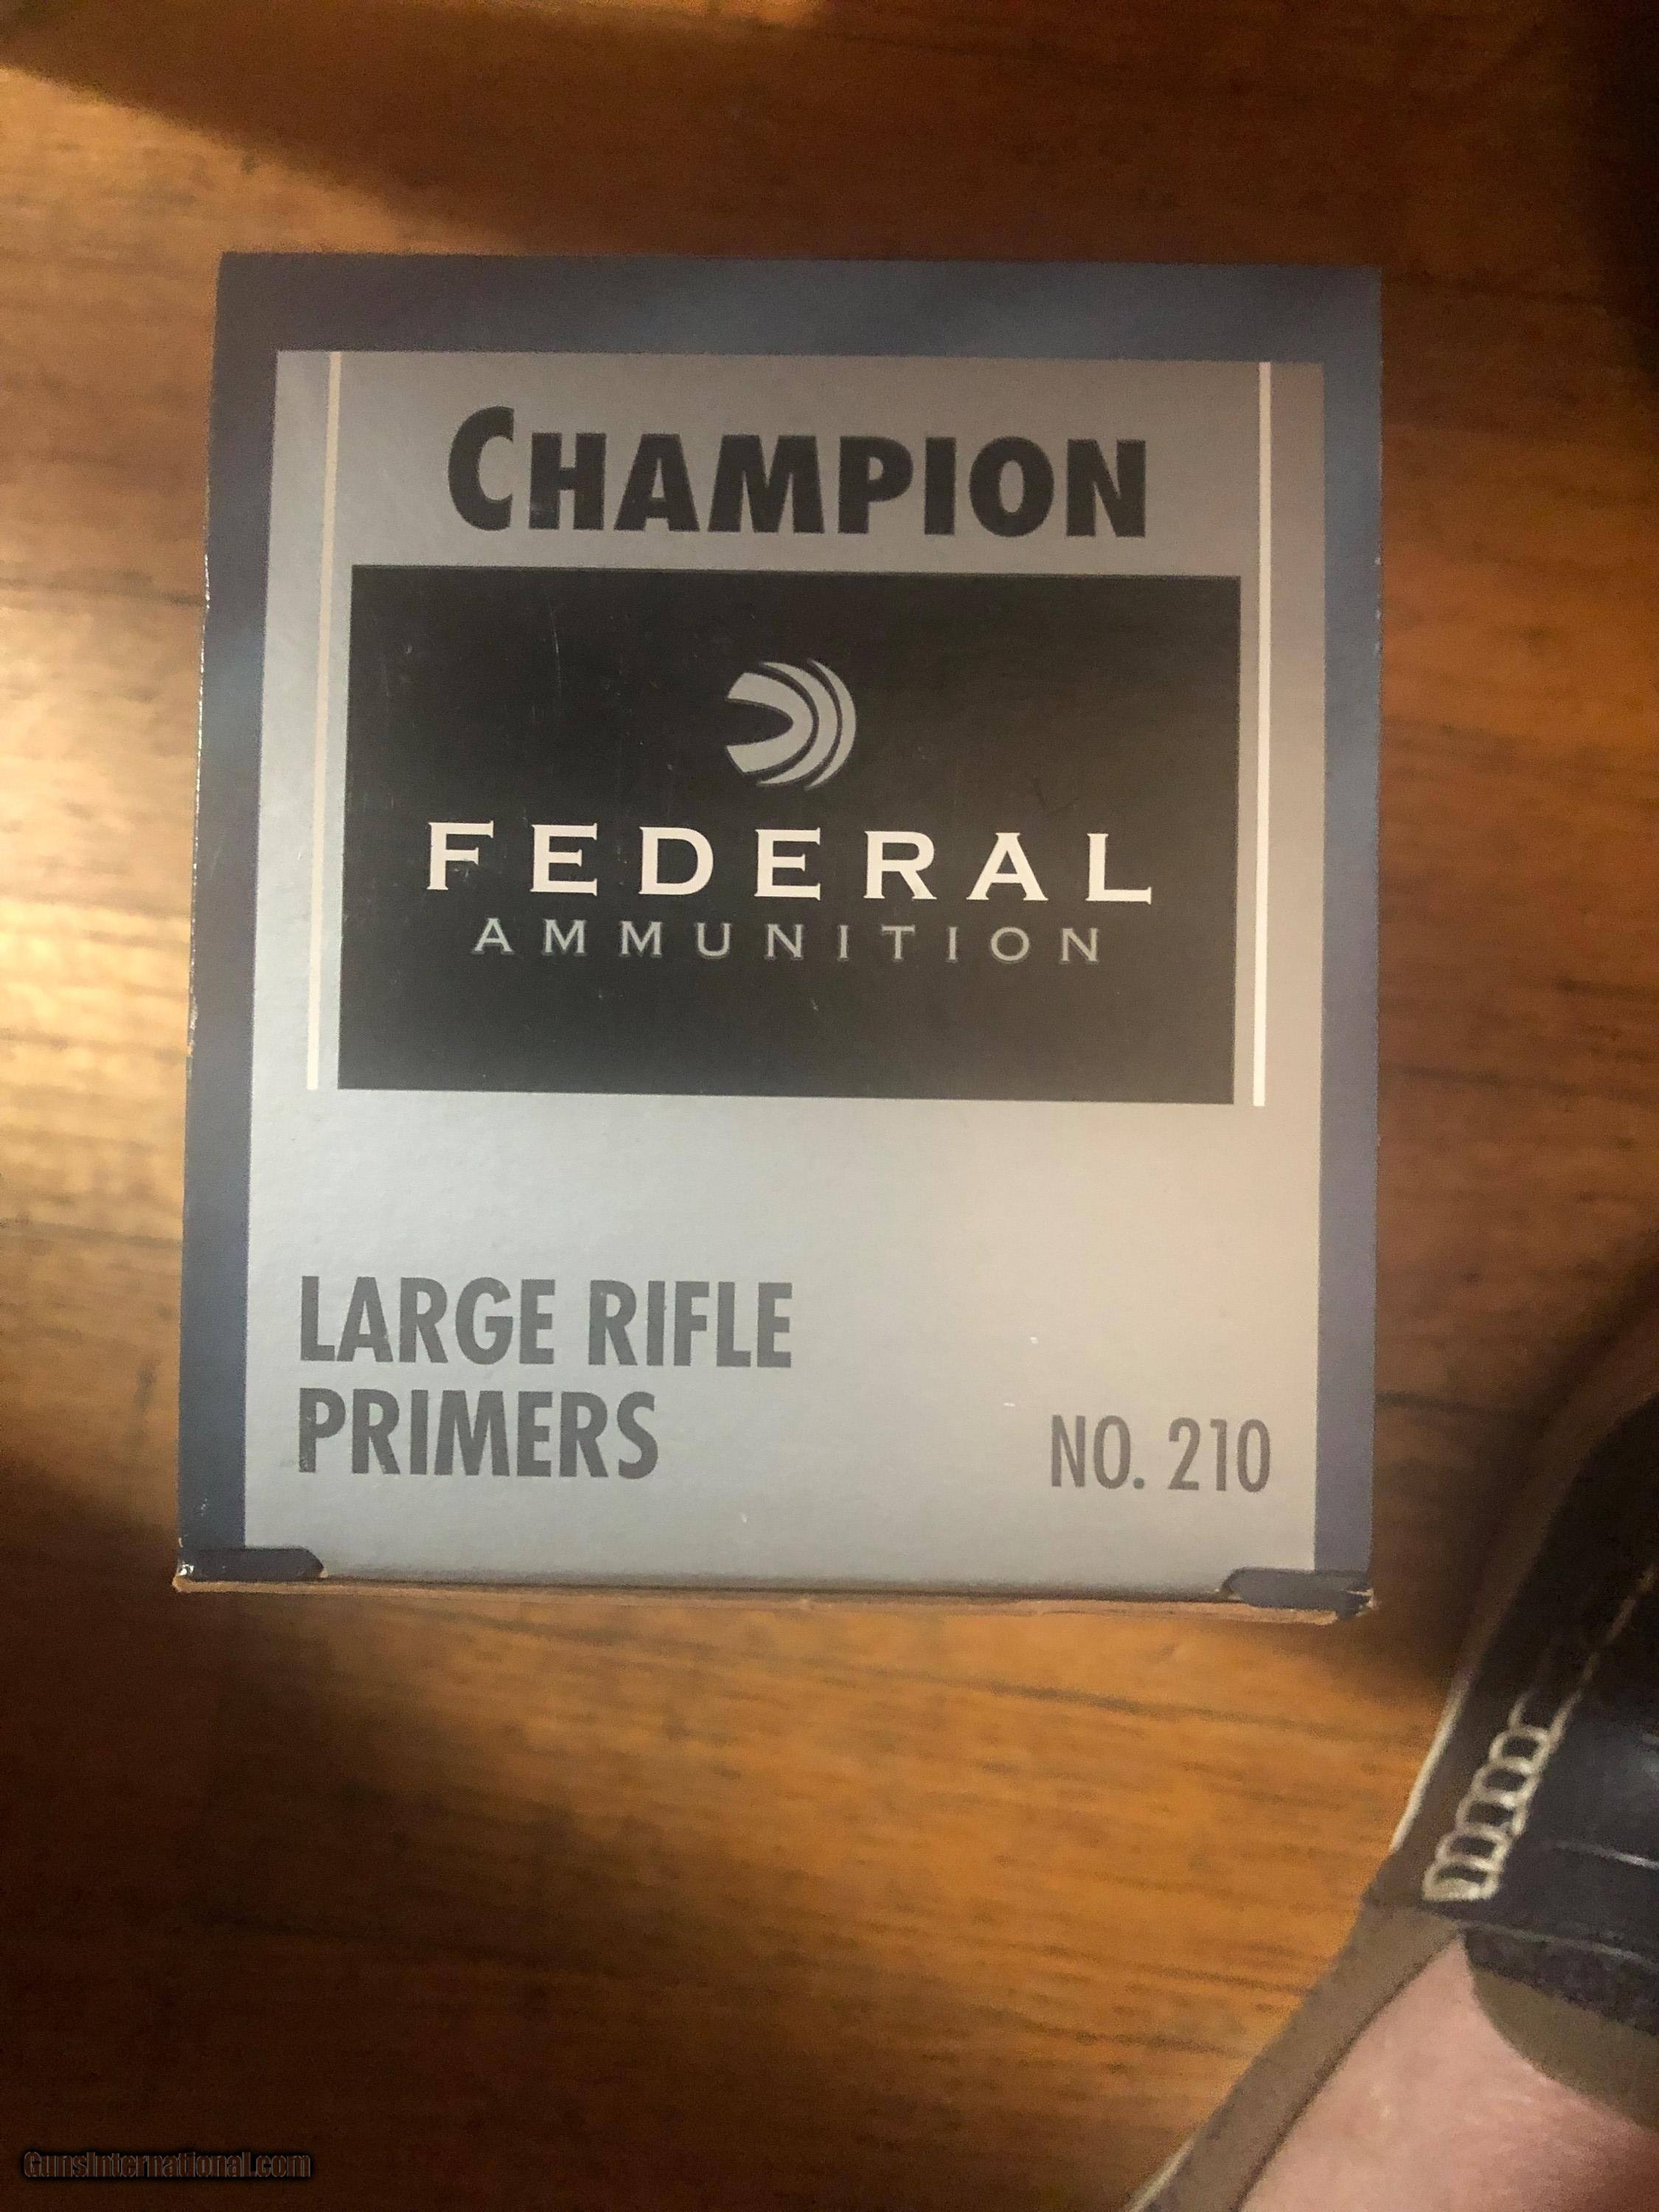 CHAMPION
FEDERAL
AMMUNITION
LARGE RIFLE
PRIMERS
NO. 210
GunsInternational.com